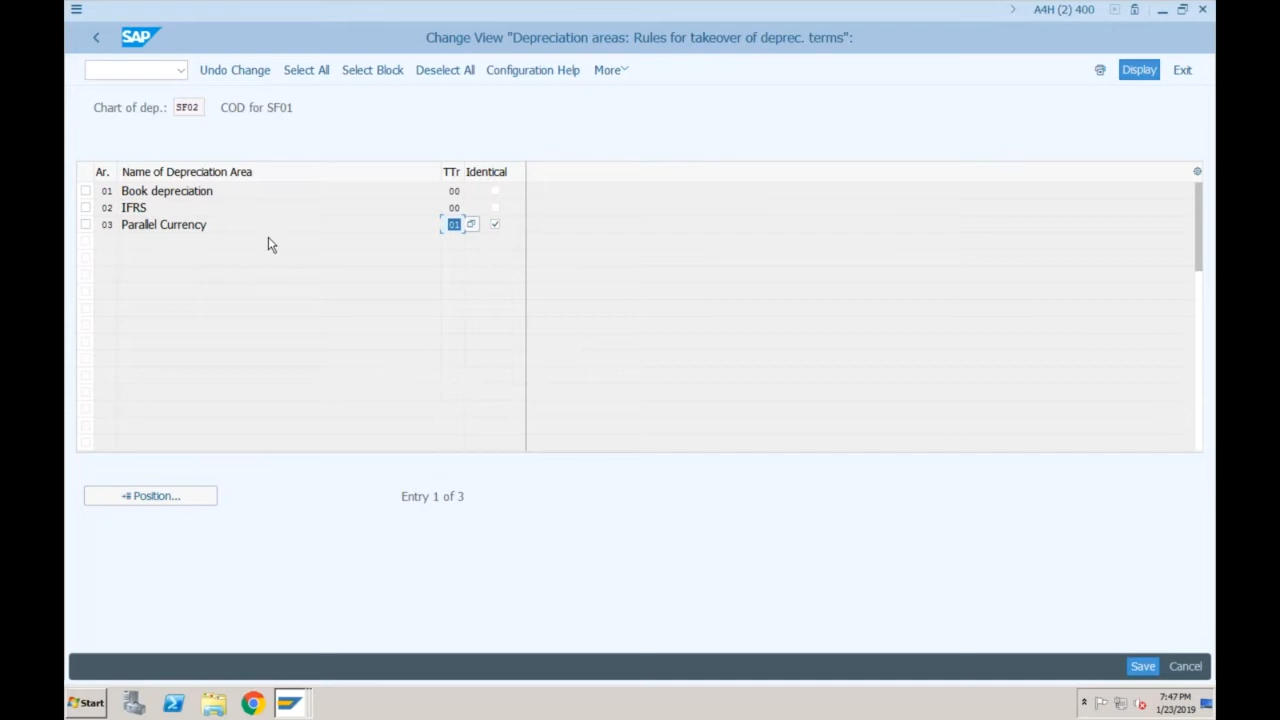 A4H (2) 400
SAP
Change View "Depreciation areas: Rules for takeover of deprec. terms":
Undo Change Select All Select Block Deselect All Configuration Help More Display Exit
Chart of dep.: SF02 COD for SF01
Ar. Name of Depreciation Area TTr Identical
01 Book depreciation 00
02 IFRS 00
03 Parallel Currency 01
Position... Entry 1 of 3
Save Cancel
Start 7:47 PM
1/23/2019